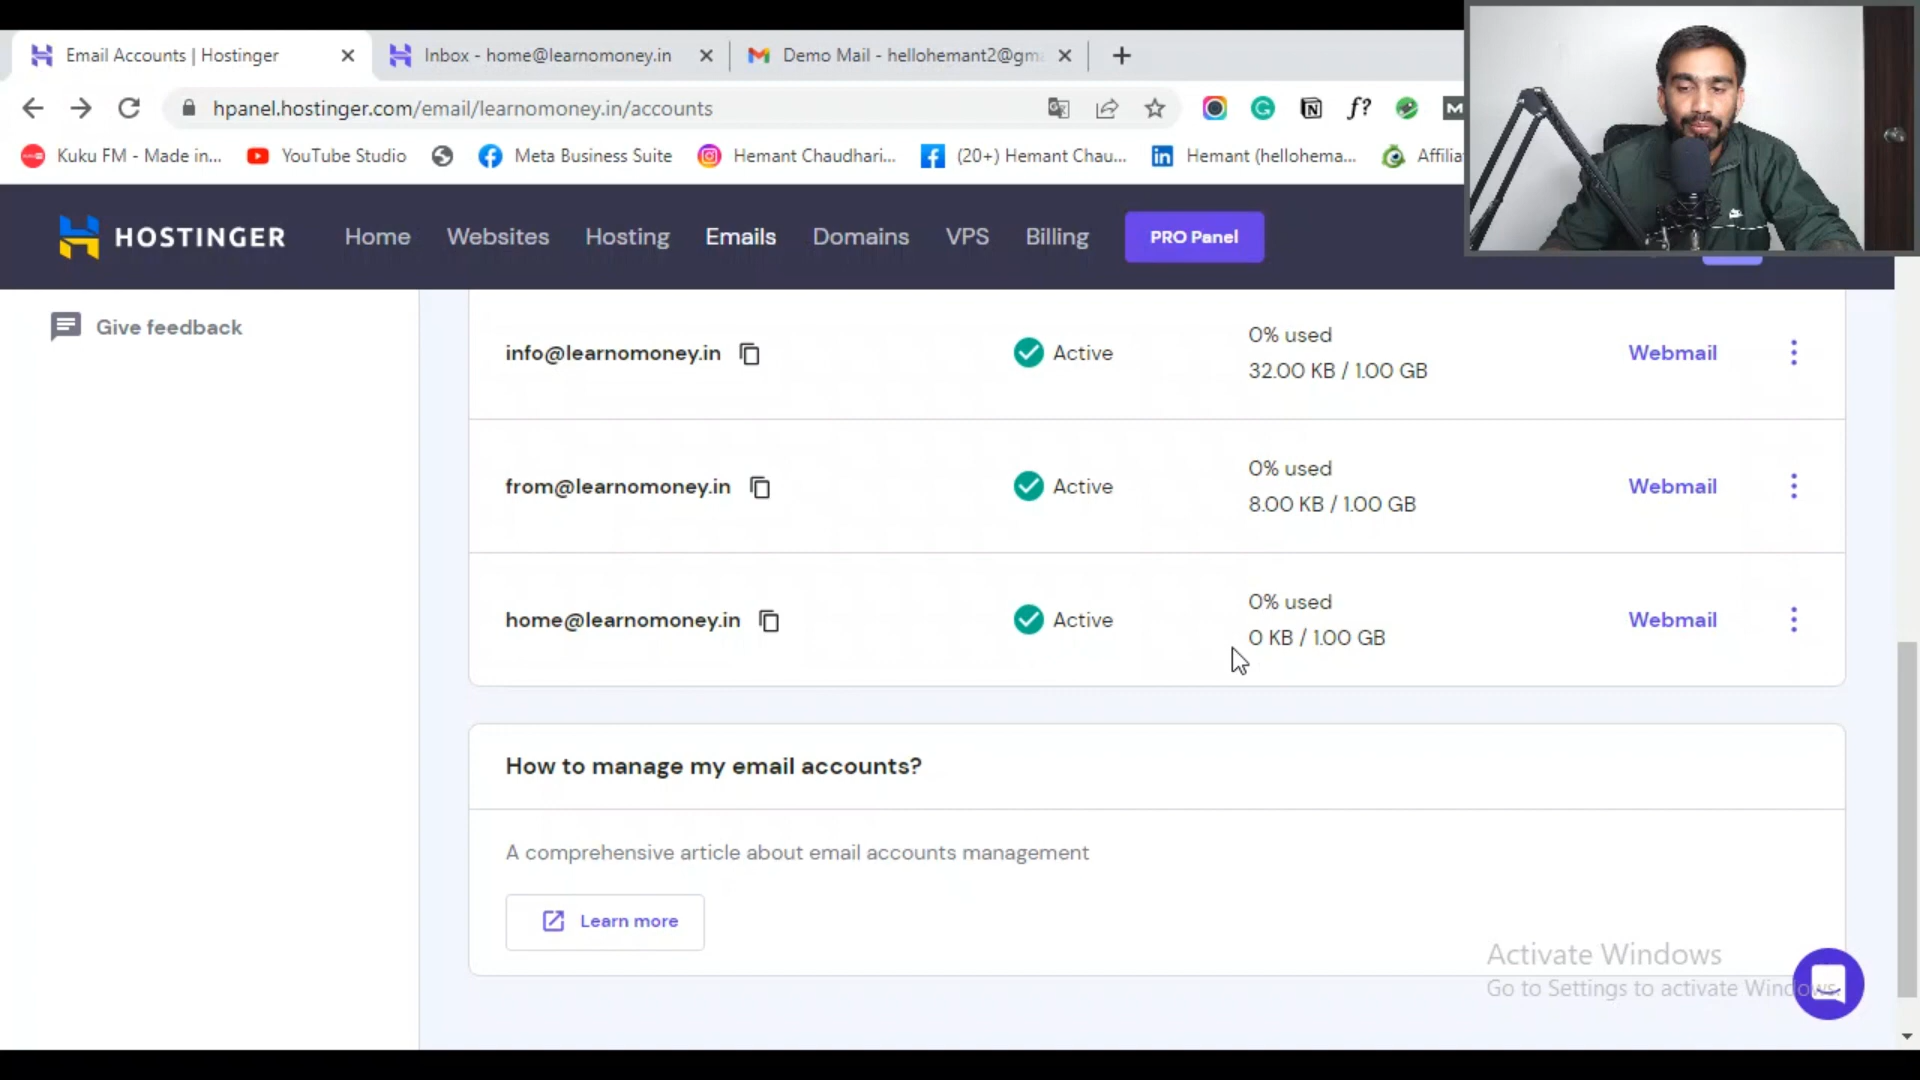 Email Accounts | Hostinger
Inbox - home@learnomoney.in
Demo Mail - hellohemant2@gm
hpanel.hostinger.com/email/learnomoney.in/accounts
Kuku FM - Made in...
YouTube Studio
Meta Business Suite
Hemant Chaudhari...
(20+) Hemant Chau...
Hemant (hellohema...
Affilia
HOSTINGER
Home
Websites
Hosting
Emails
Domains
VPS
Billing
PRO Panel
Give feedback
info@learnomoney.in
Active
0% used
32.00 KB / 1.00 GB
Webmail
from@learnomoney.in
Active
0% used
8.00 KB / 1.00 GB
Webmail
home@learnomoney.in
Active
0% used
0 KB / 1.00 GB
Webmail
How to manage my email accounts?
A comprehensive article about email accounts management
Learn more
Activate Windows
Go to Settings to activate Windows.